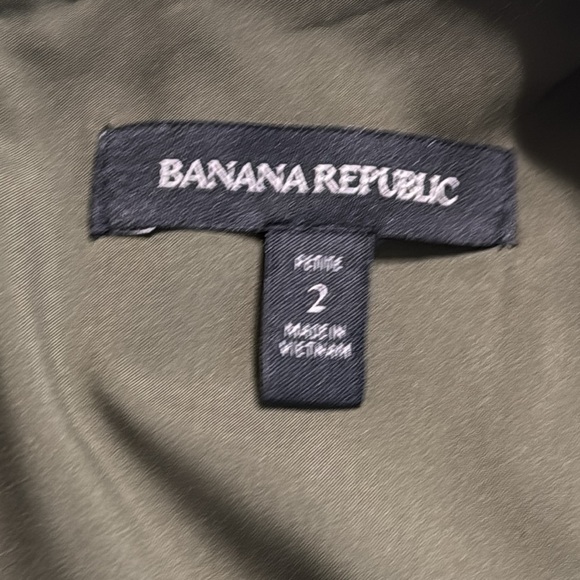 BANANA REPUBLIC
PETITE
2
MADE IN
VIETNAM